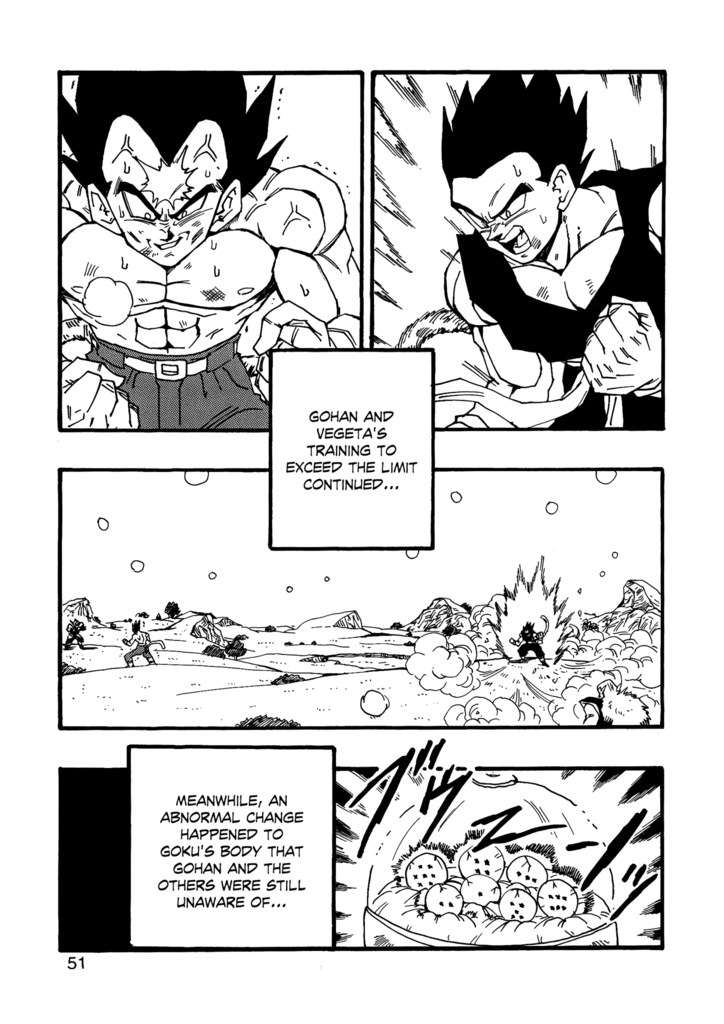 GOHAN AND
VEGETA'S
TRAINING TO
EXCEED THE LIMIT
CONTINUED...
MEANWHILE, AN
ABNORMAL CHANGE
HAPPENED TO
GOKU'S BODY THAT
GOHAN AND THE
OTHERS WERE STILL
UNAWARE OF...
51